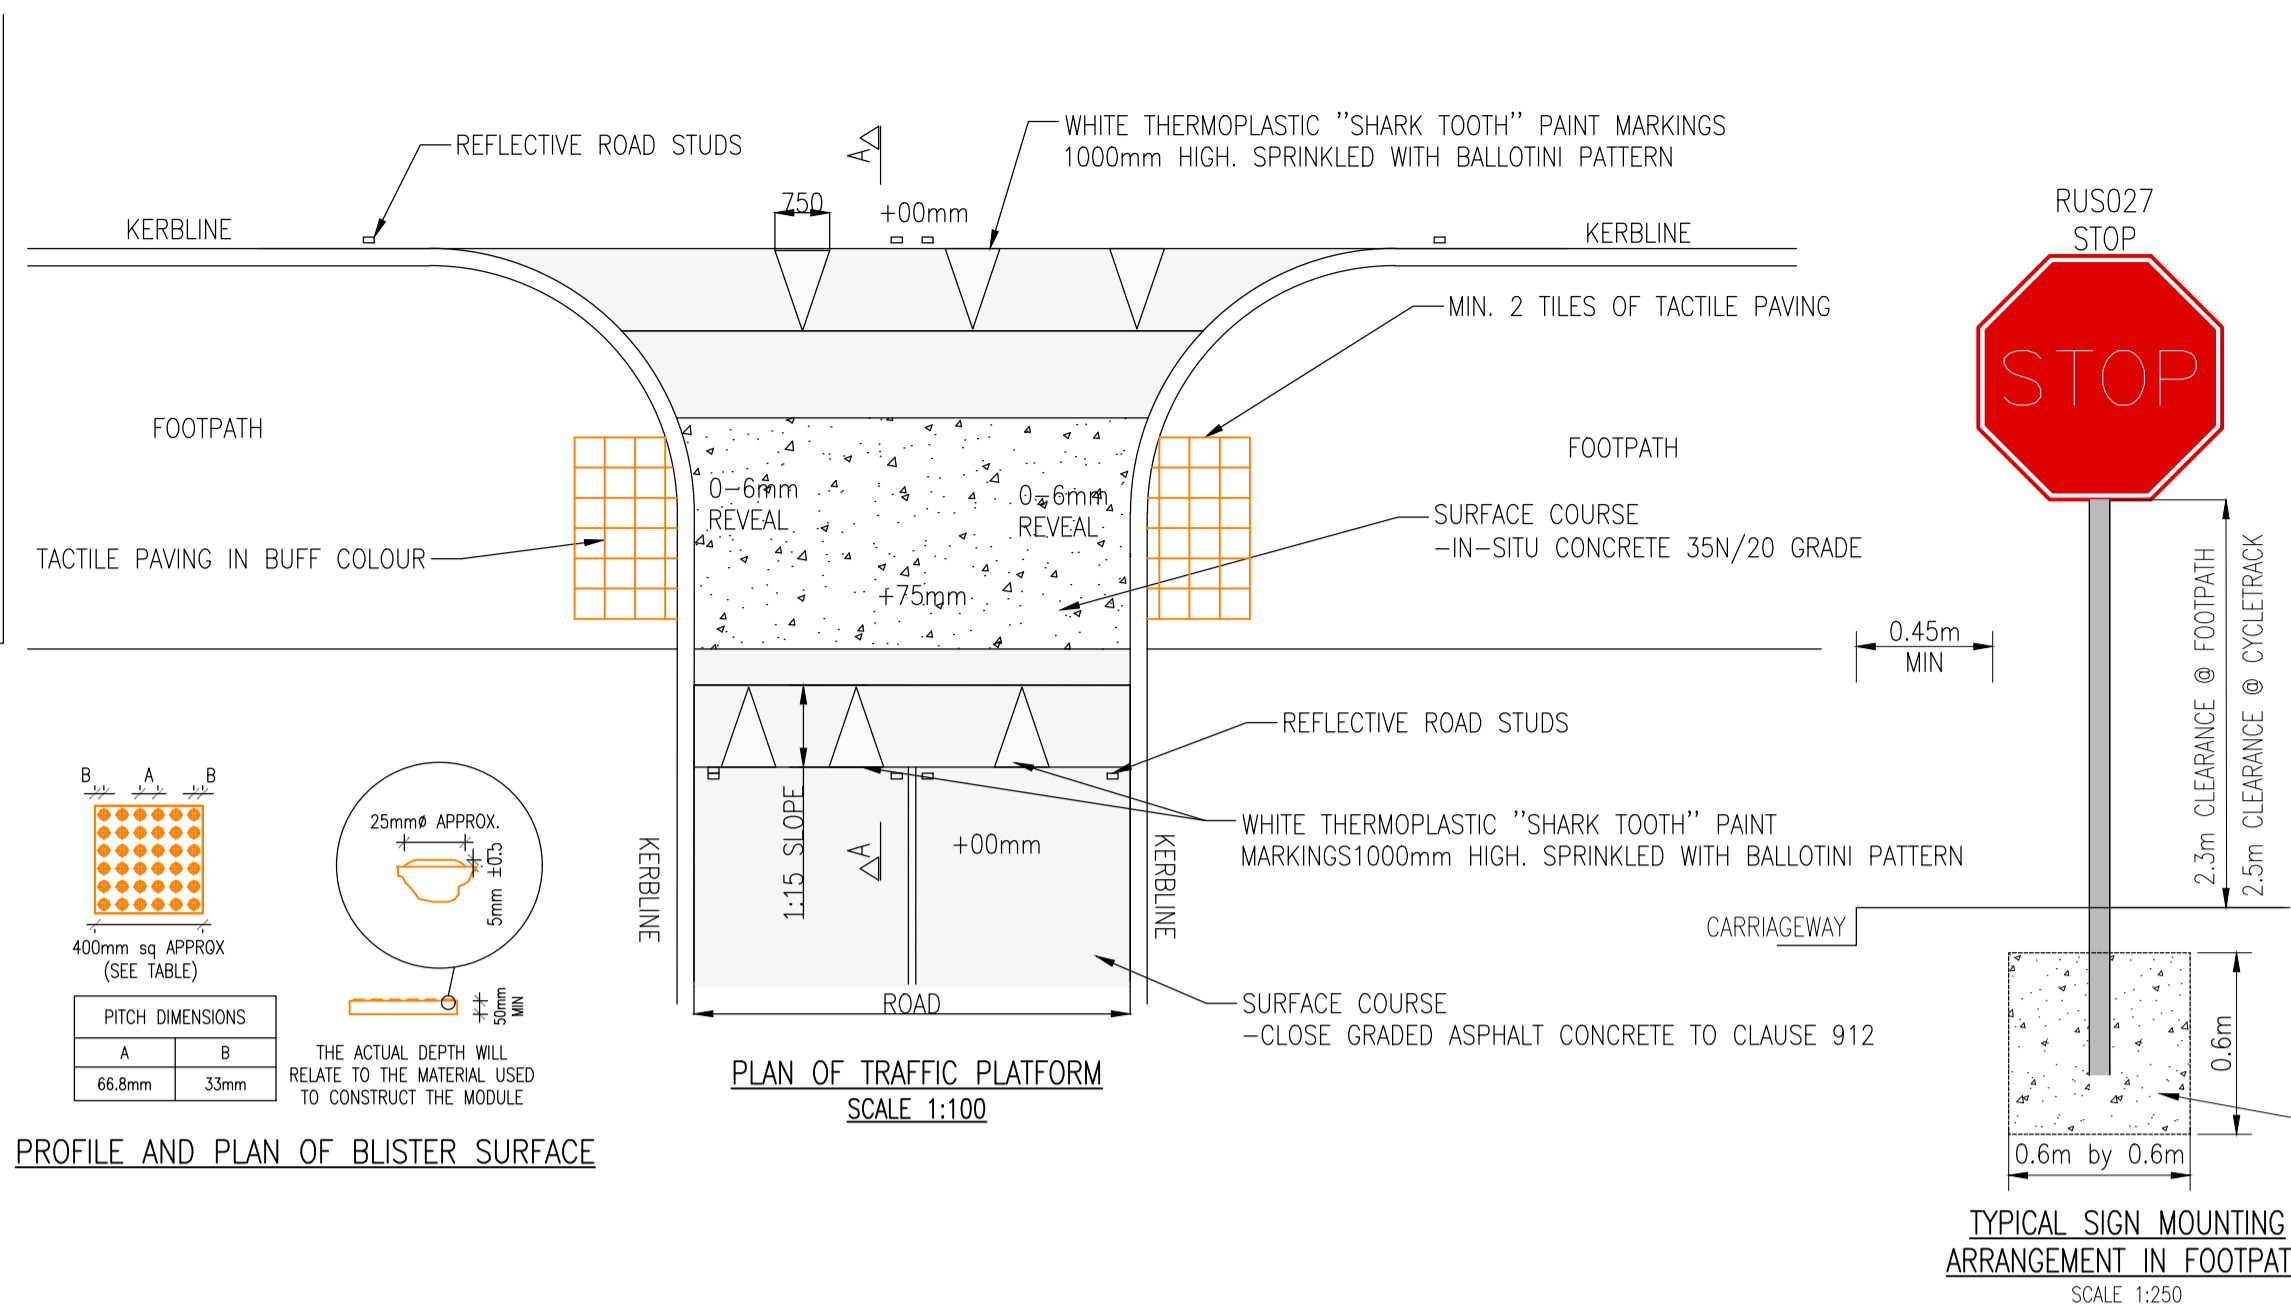 REFLECTIVE ROAD STUDS
A
WHITE THERMOPLASTIC ''SHARK TOOTH'' PAINT MARKINGS
1000mm HIGH. SPRINKLED WITH BALLOTINI PATTERN
750
+00mm
KERBLINE
KERBLINE
RUS027
STOP
STOP
MIN. 2 TILES OF TACTILE PAVING
FOOTPATH
FOOTPATH
0-6mm
REVEAL
0-6mm
REVEAL
SURFACE COURSE
-IN-SITU CONCRETE 35N/20 GRADE
TACTILE PAVING IN BUFF COLOUR
+75mm
0.45m
MIN
2.3m CLEARANCE @ FOOTPATH
2.5m CLEARANCE @ CYCLETRACK
REFLECTIVE ROAD STUDS
1:15 SLOPE
A
+00mm
KERBLINE
KERBLINE
WHITE THERMOPLASTIC ''SHARK TOOTH'' PAINT
MARKINGS1000mm HIGH. SPRINKLED WITH BALLOTINI PATTERN
CARRIAGEWAY
SURFACE COURSE
-CLOSE GRADED ASPHALT CONCRETE TO CLAUSE 912
ROAD
PLAN OF TRAFFIC PLATFORM
SCALE 1:100
B A B
400mm sq APPROX
(SEE TABLE)
25mmø APPROX.
5mm ±0.5
50mm
MIN
PITCH DIMENSIONS
A B
66.8mm 33mm
THE ACTUAL DEPTH WILL
RELATE TO THE MATERIAL USED
TO CONSTRUCT THE MODULE
PROFILE AND PLAN OF BLISTER SURFACE
0.6m
0.6m by 0.6m
TYPICAL SIGN MOUNTING
ARRANGEMENT IN FOOTPAT
SCALE 1:250